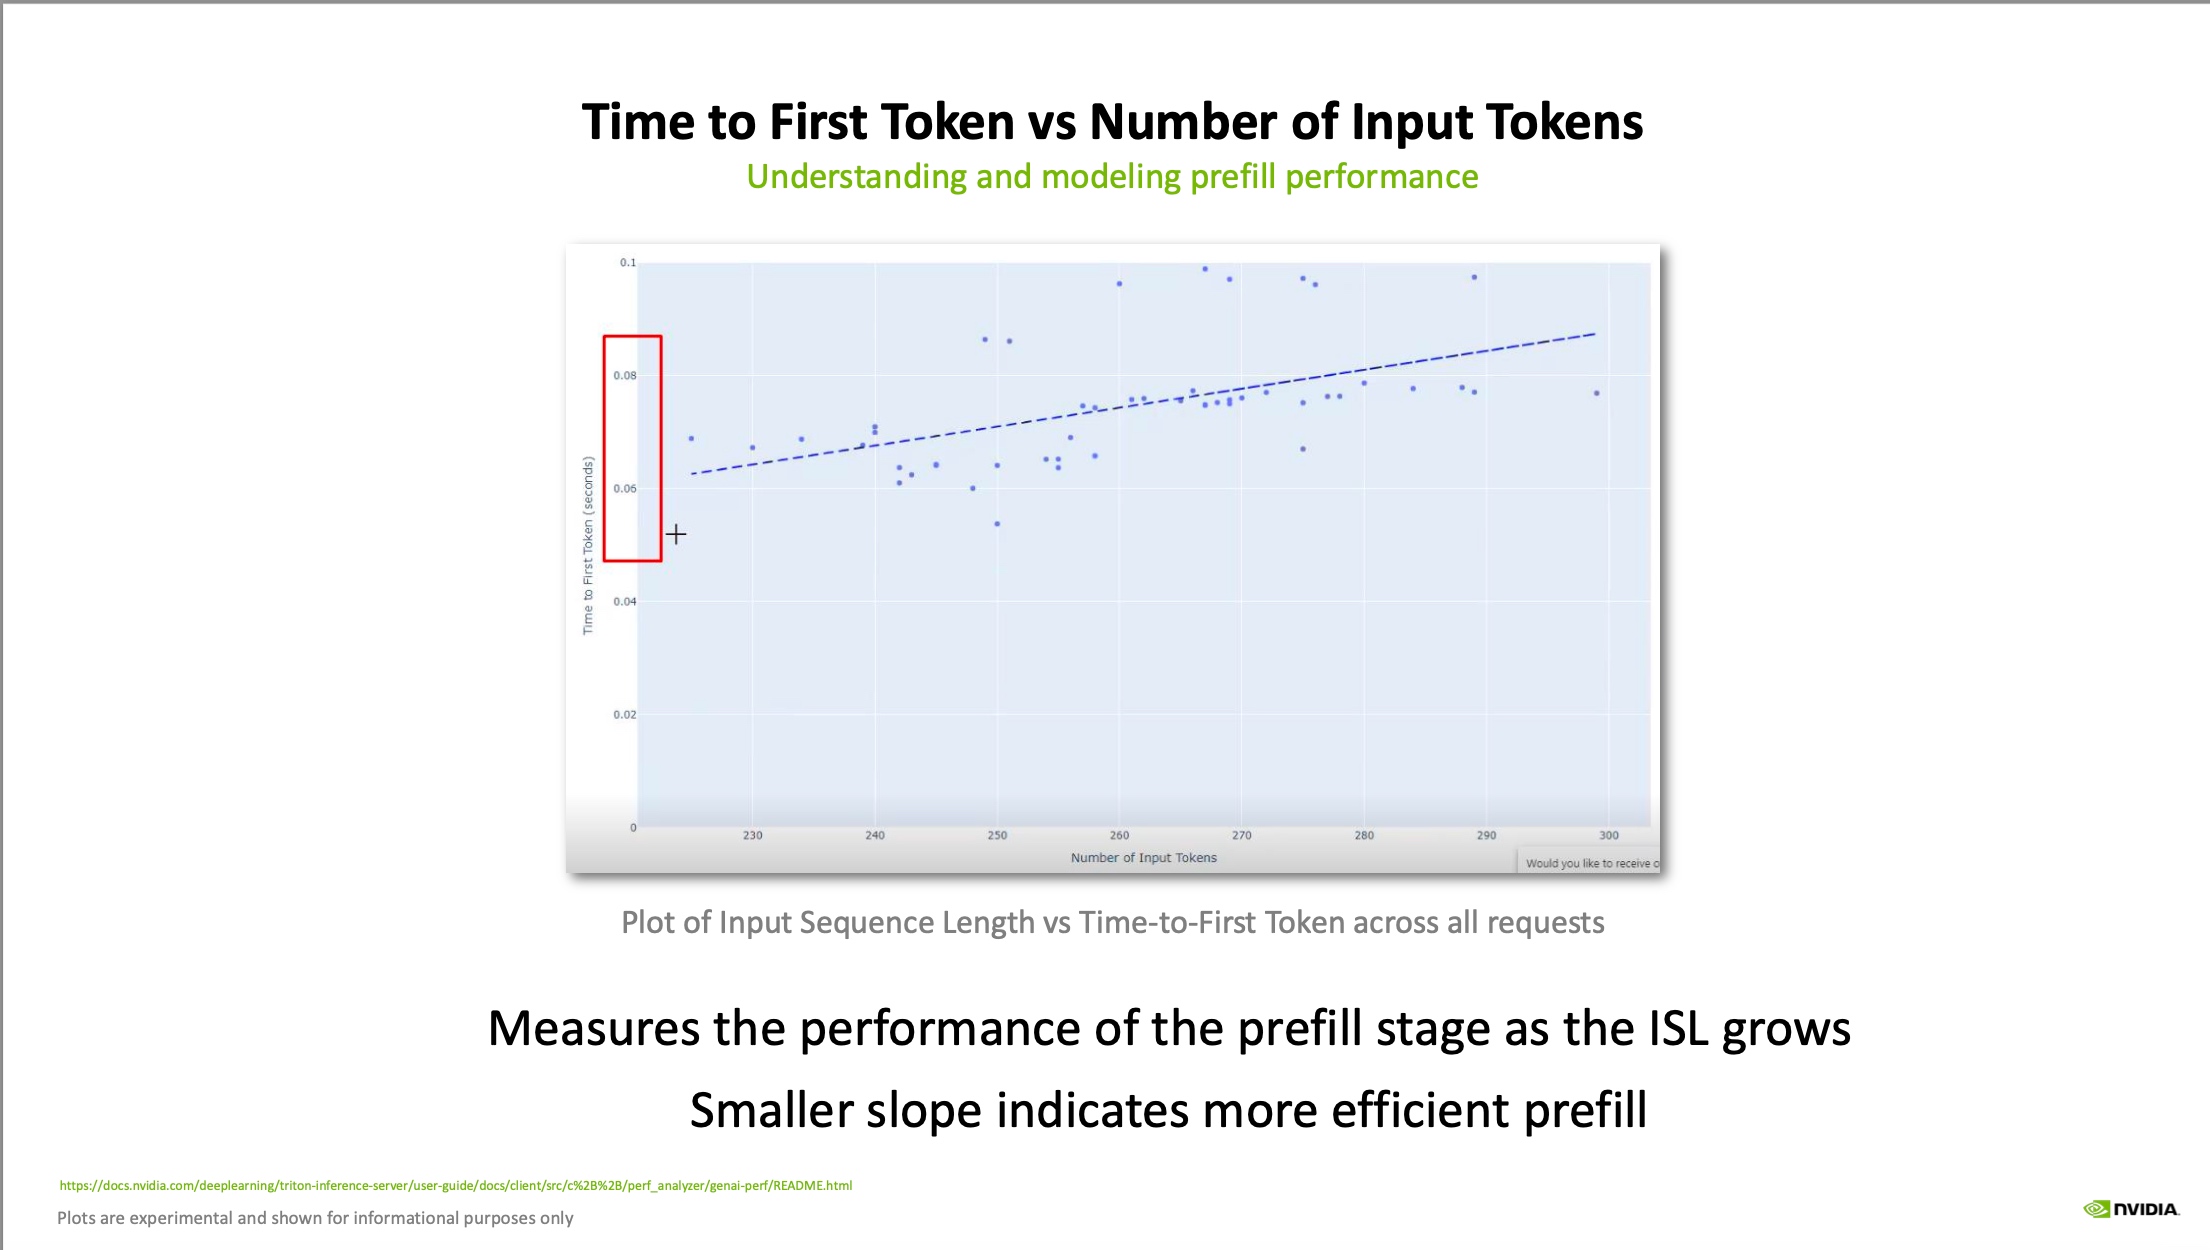 Time to First Token vs Number of Input Tokens
Understanding and modeling prefill performance
0.1
0.08
0.06
0.04
0.02
0
Time to First Token (seconds)
230 240 250 260 270 280 290 300
Number of Input Tokens
Would you like to receive o
Plot of Input Sequence Length vs Time-to-First Token across all requests
Measures the performance of the prefill stage as the ISL grows
Smaller slope indicates more efficient prefill
https://docs.nvidia.com/deeplearning/triton-inference-server/user-guide/docs/client/src/c%2B%2B/perf_analyzer/genai-perf/README.html
Plots are experimental and shown for informational purposes only
NVIDIA.